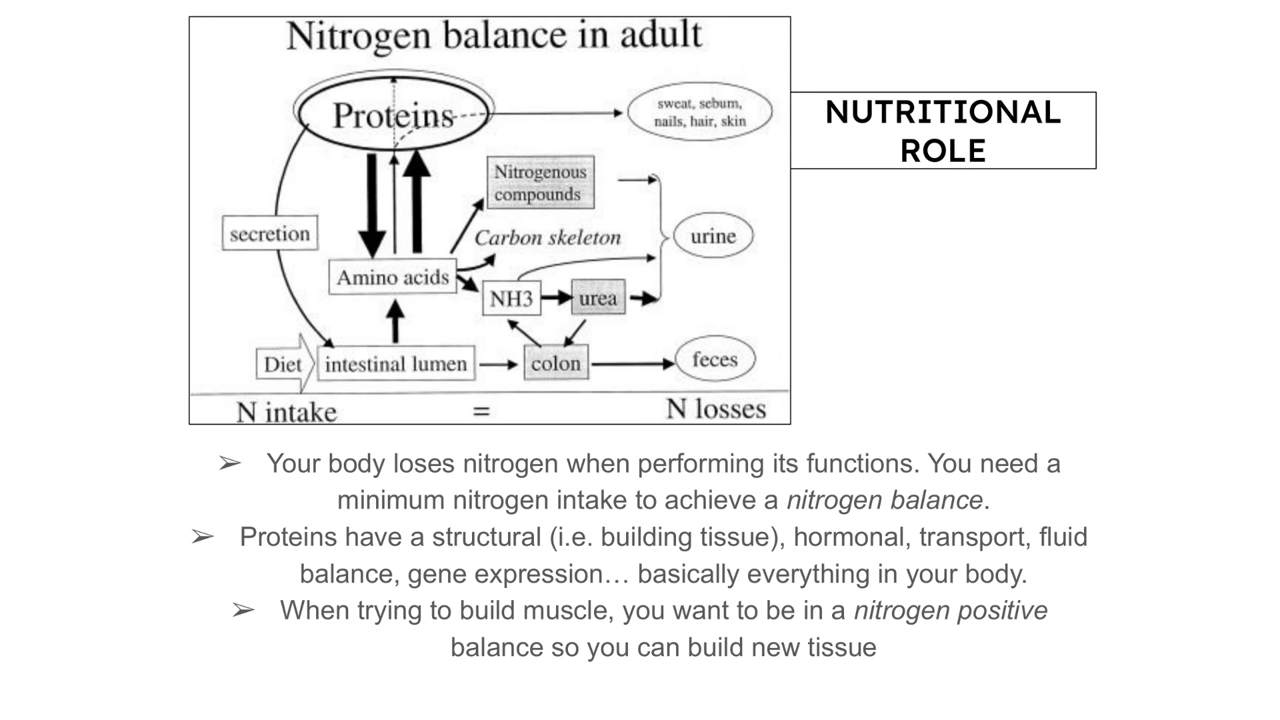 Nitrogen balance in adult
Proteins
sweat, sebum,
nails, hair, skin
NUTRITIONAL
ROLE
Nitrogenous
compounds
secretion
Carbon skeleton
urine
Amino acids
NH3
urea
Diet
intestinal lumen
colon
feces
N intake = N losses
➢ Your body loses nitrogen when performing its functions. You need a
minimum nitrogen intake to achieve a nitrogen balance.
➢ Proteins have a structural (i.e. building tissue), hormonal, transport, fluid
balance, gene expression… basically everything in your body.
➢ When trying to build muscle, you want to be in a nitrogen positive
balance so you can build new tissue